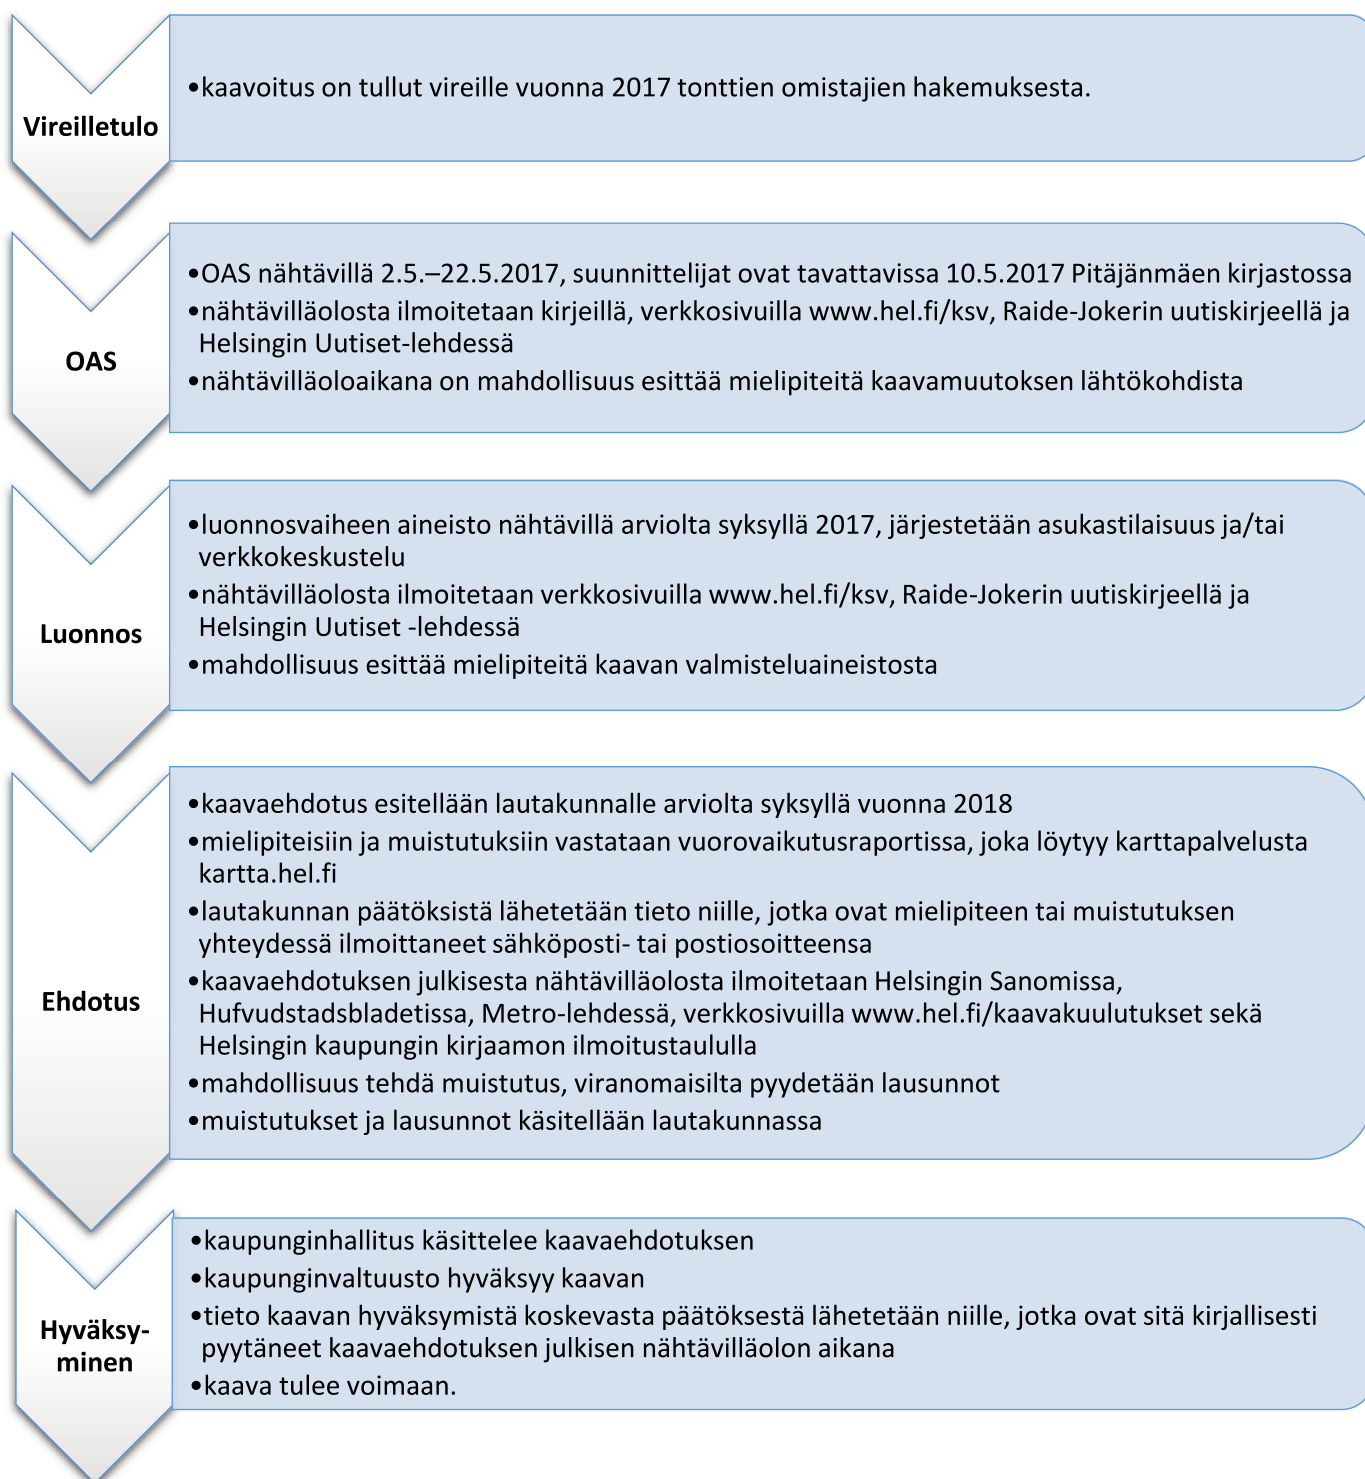 Vireilletulo
•kaavoitus on tullut vireille vuonna 2017 tonttien omistajien hakemuksesta.
OAS
•OAS nähtävillä 2.5.–22.5.2017, suunnittelijat ovat tavattavissa 10.5.2017 Pitäjänmäen kirjastossa
•nähtävilläolosta ilmoitetaan kirjeillä, verkkosivuilla www.hel.fi/ksv, Raide-Jokerin uutiskirjeellä ja
Helsingin Uutiset-lehdessä
•nähtävilläoloaikana on mahdollisuus esittää mielipiteitä kaavamuutoksen lähtökohdista
Luonnos
•luonnosvaiheen aineisto nähtävillä arviolta syksyllä 2017, järjestetään asukastilaisuus ja/tai
verkkokeskustelu
•nähtävilläolosta ilmoitetaan verkkosivuilla www.hel.fi/ksv, Raide-Jokerin uutiskirjeellä ja
Helsingin Uutiset -lehdessä
•mahdollisuus esittää mielipiteitä kaavan valmisteluaineistosta
Ehdotus
•kaavaehdotus esitellään lautakunnalle arviolta syksyllä vuonna 2018
•mielipiteisiin ja muistutuksiin vastataan vuorovaikutusraportissa, joka löytyy karttapalvelusta
kartta.hel.fi
•lautakunnan päätöksistä lähetetään tieto niille, jotka ovat mielipiteen tai muistutuksen
yhteydessä ilmoittaneet sähköposti- tai postiosoitteensa
•kaavaehdotuksen julkisesta nähtävilläolosta ilmoitetaan Helsingin Sanomissa,
Hufvudstadsbladetissa, Metro-lehdessä, verkkosivuilla www.hel.fi/kaavakuulutukset sekä
Helsingin kaupungin kirjaamon ilmoitustaululla
•mahdollisuus tehdä muistutus, viranomaisilta pyydetään lausunnot
•muistutukset ja lausunnot käsitellään lautakunnassa
Hyväksy-
minen
•kaupunginhallitus käsittelee kaavaehdotuksen
•kaupunginvaltuusto hyväksyy kaavan
•tieto kaavan hyväksymistä koskevasta päätöksestä lähetetään niille, jotka ovat sitä kirjallisesti
pyytäneet kaavaehdotuksen julkisen nähtävilläolon aikana
•kaava tulee voimaan.